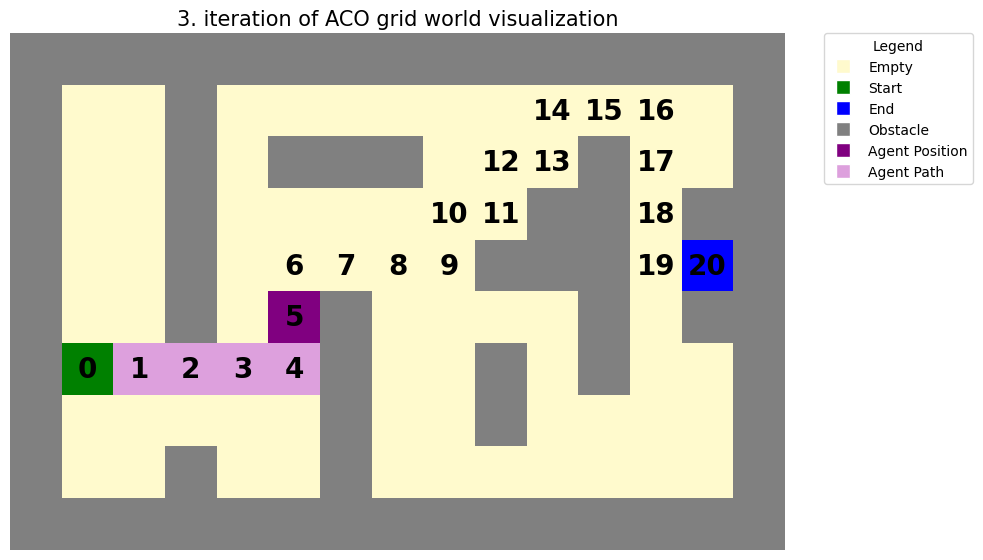 3. iteration of ACO grid world visualization
Legend
Empty
Start
End
Obstacle
Agent Position
Agent Path
14 15 16
12 13 17
10 11 18
6 7 8 9 19 20
5
0 1 2 3 4